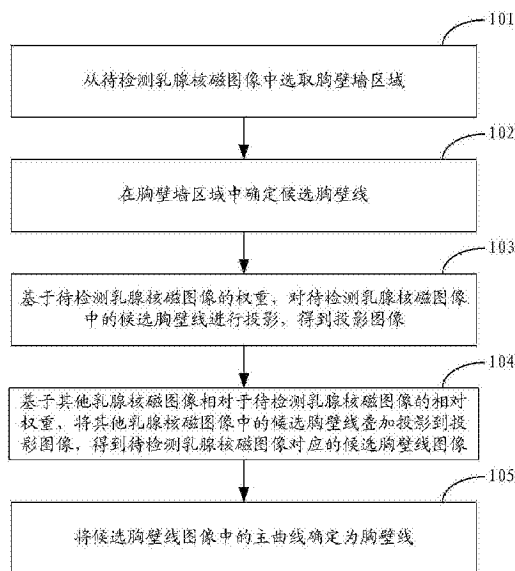 101
从待检测乳腺核磁图像中选取胸壁墙区域
102
在胸壁墙区域中确定候选胸壁线
103
基于待检测乳腺核磁图像的权重，对待检测乳腺核磁图像
中的候选胸壁线进行投影，得到投影图像
104
基于其他乳腺核磁图像相对于待检测乳腺核磁图像的相对
权重，将其他乳腺核磁图像中的候选胸壁线叠加投影到投
影图像，得到待检测乳腺核磁图像对应的候选胸壁线图像
105
将候选胸壁线图像中的主曲线确定为胸壁线